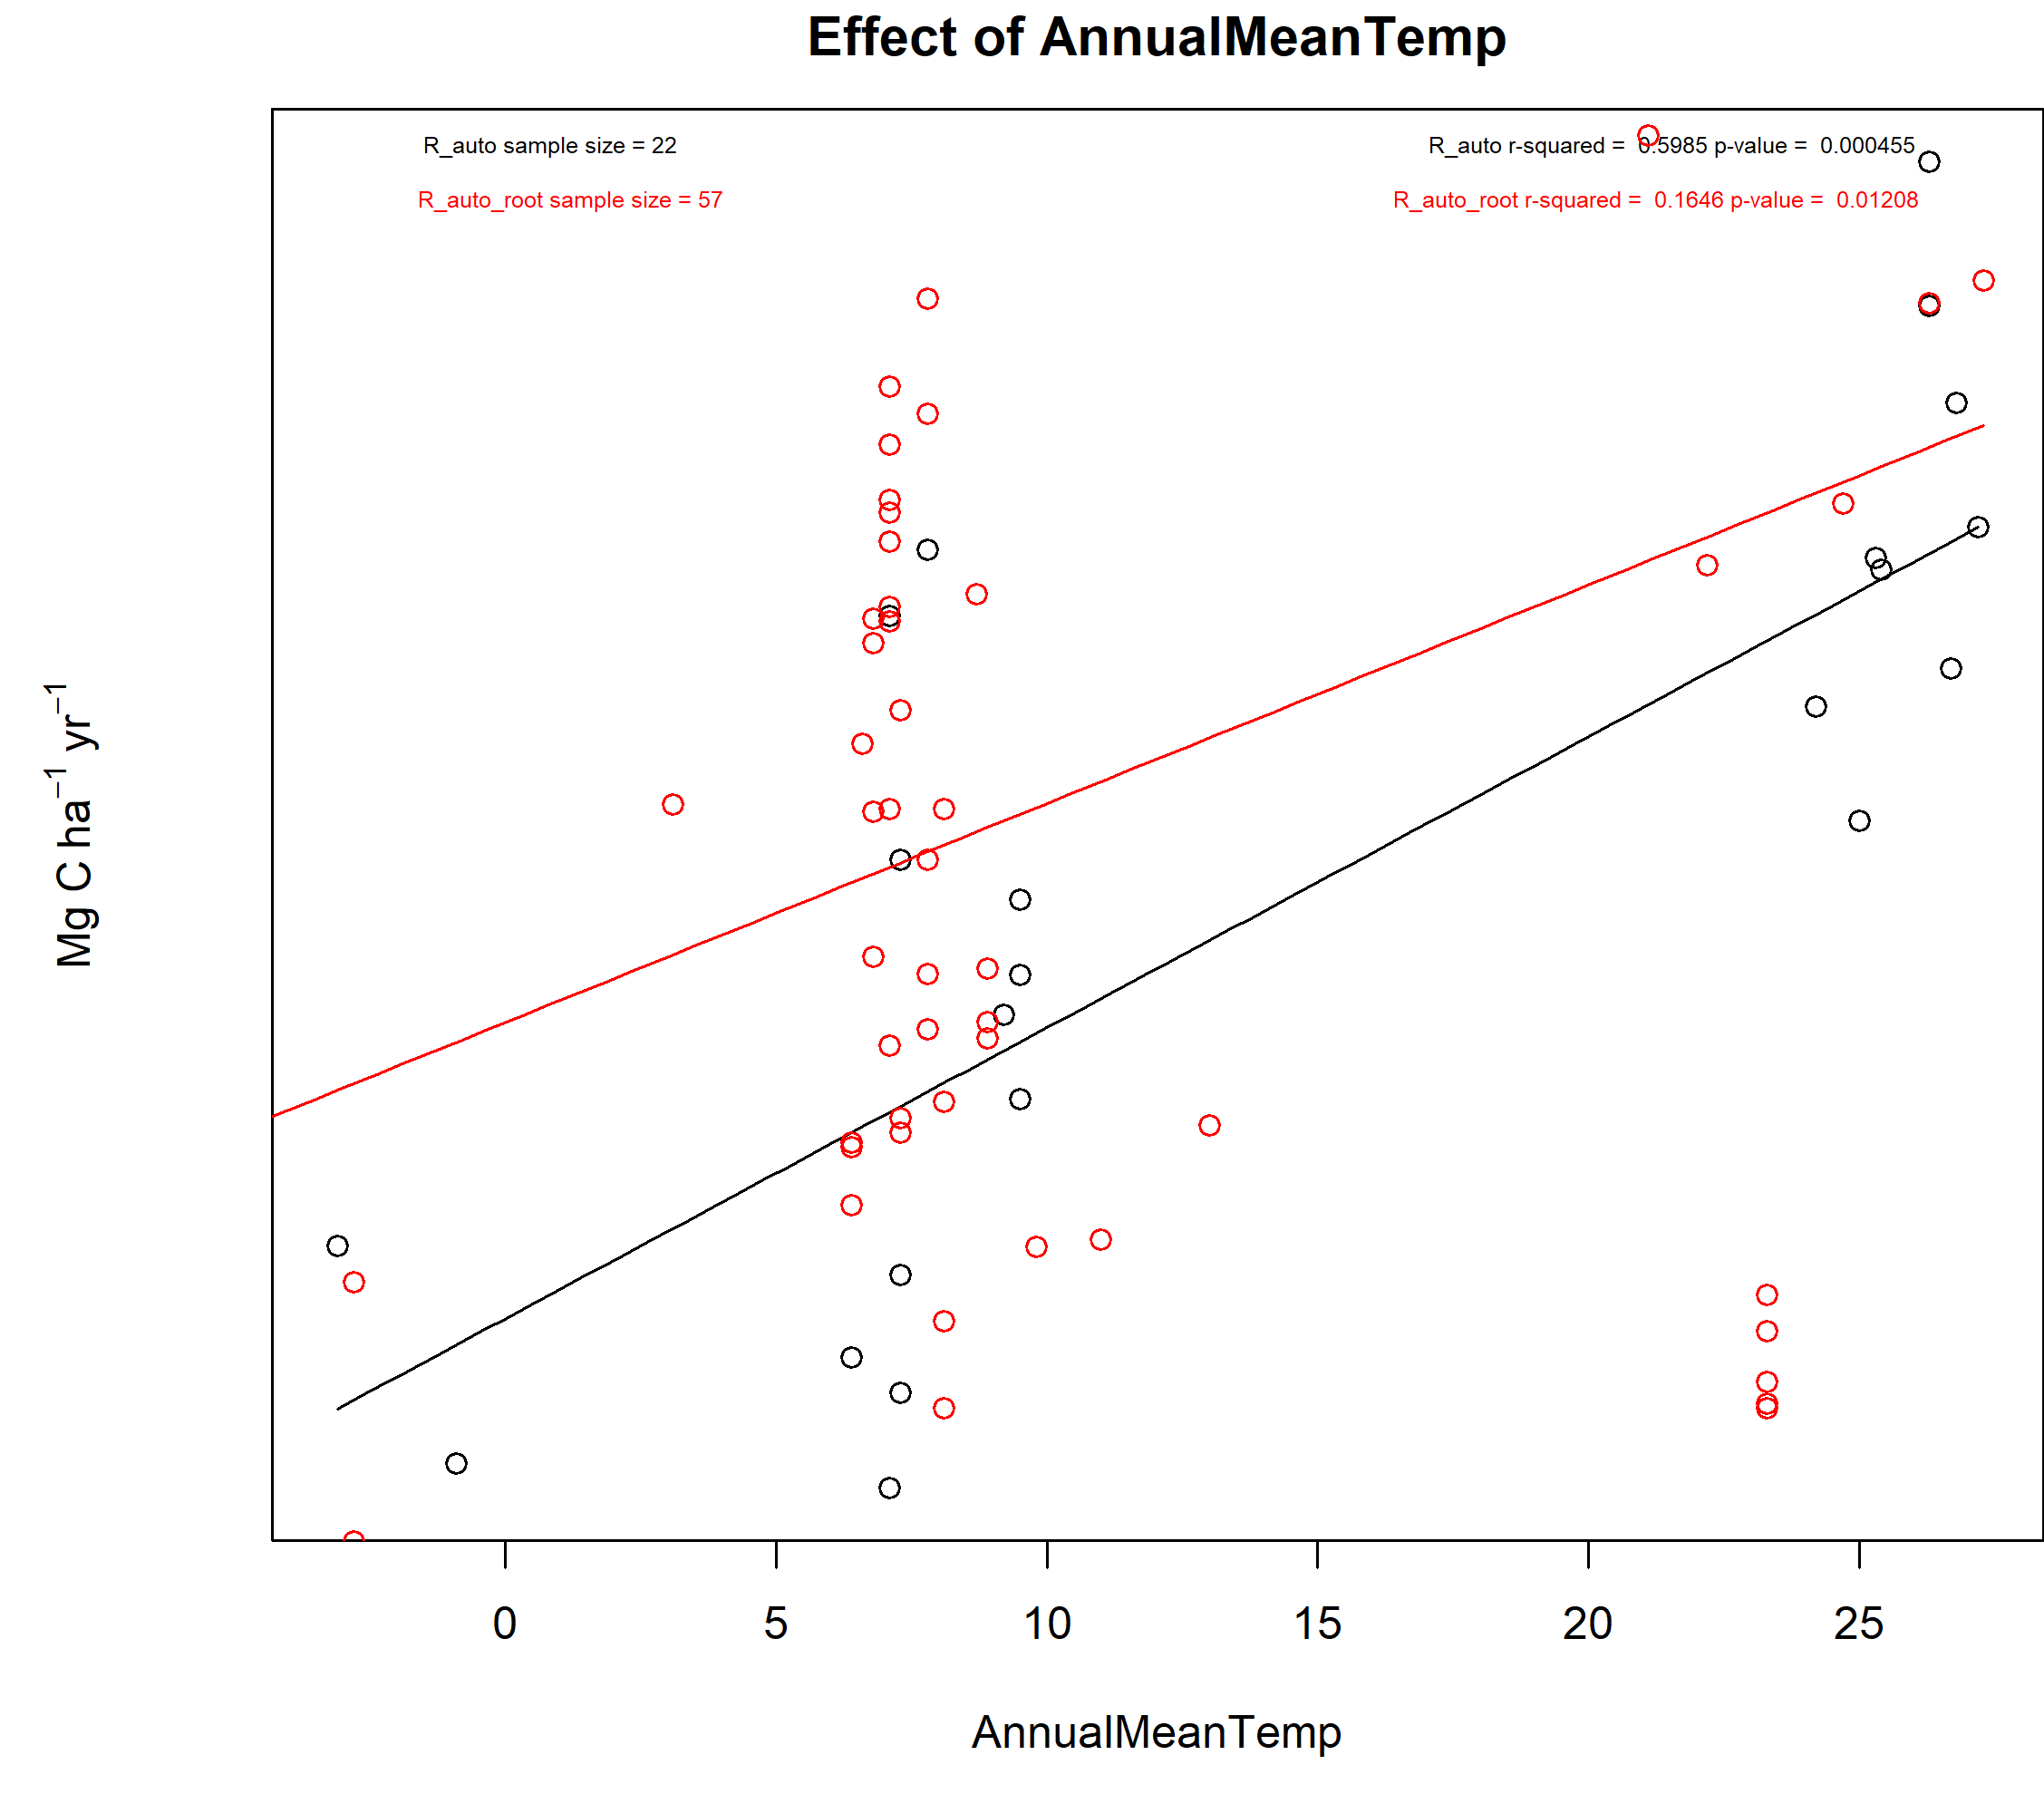 Effect of AnnualMeanTemp
R_auto sample size = 22
R_auto r-squared = 0.5985 p-value = 0.000455
R_auto_root sample size = 57
R_auto_root r-squared = 0.1646 p-value = 0.01208
Mg C ha⁻¹ yr⁻¹
0 5 10 15 20 25
AnnualMeanTemp